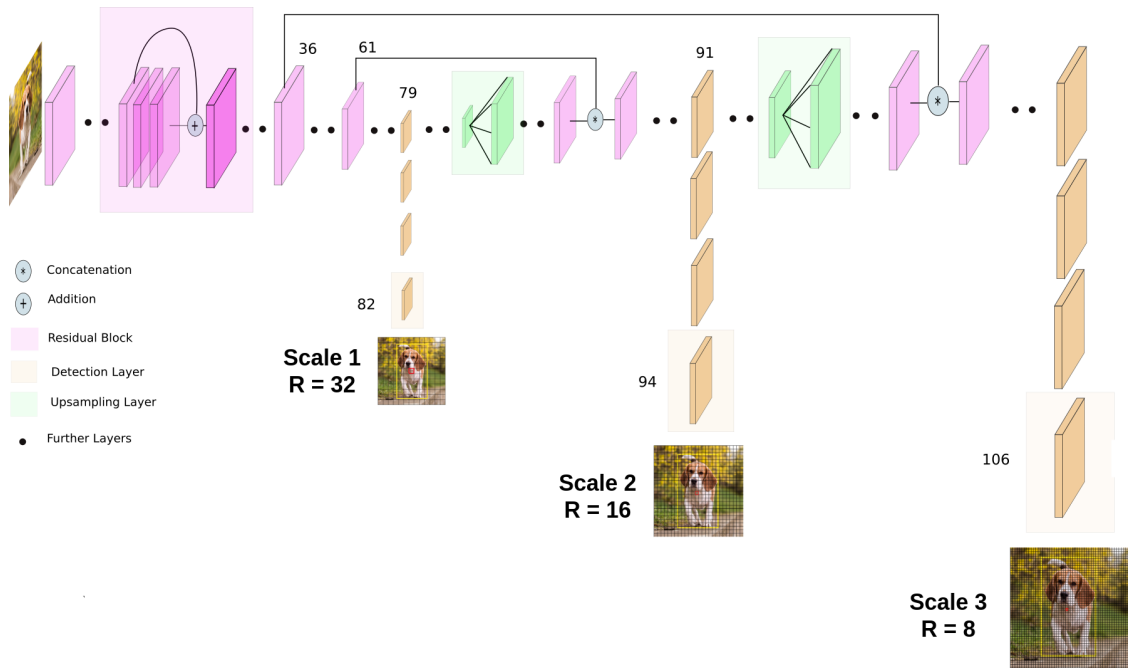 36
61
79
91
Concatenation
Addition
Residual Block
Detection Layer
Upsampling Layer
Further Layers
82
Scale 1
R = 32
94
Scale 2
R = 16
106
Scale 3
R = 8